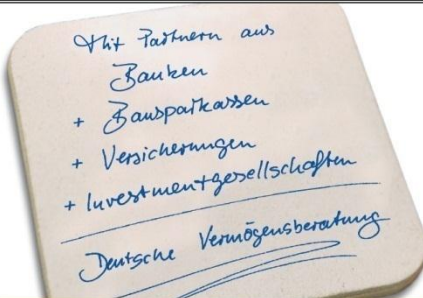 Mit Partnern aus
Banken
+ Bausparkassen
+ Versicherungen
+ Investmentgesellschaften
Deutsche Vermögensberatung